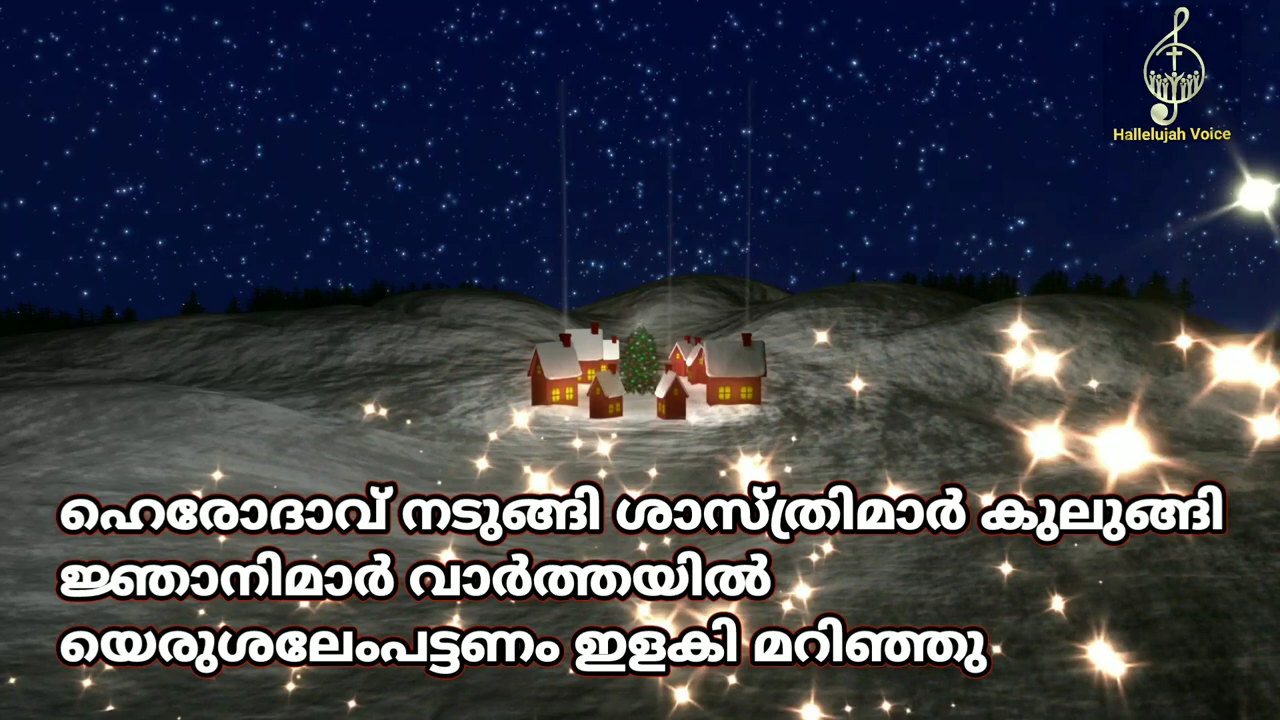 Hallelujah Voice
ഹെരോദാവ് നടുങ്ങി ശാസ്ത്രിമാർ കുലുങ്ങി
ജ്ഞാനിമാർ വാർത്തയിൽ
യെരുശലേംപട്ടണം ഇളകി മറിഞ്ഞു